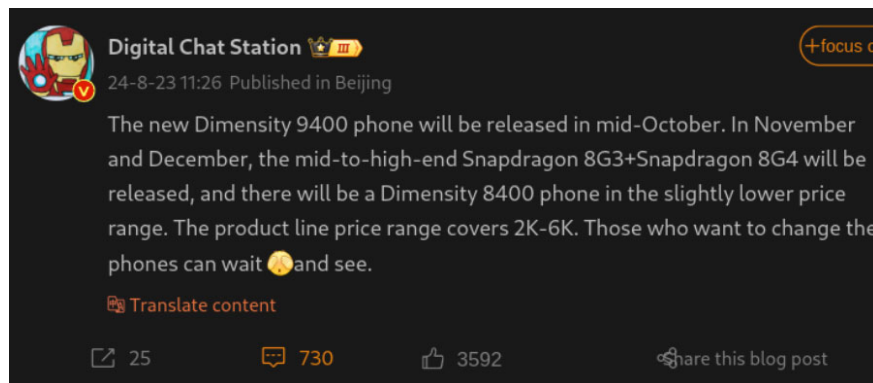 Digital Chat Station III
+focus o
V
24-8-23 11:26 Published in Beijing
The new Dimensity 9400 phone will be released in mid-October. In November
and December, the mid-to-high-end Snapdragon 8G3+Snapdragon 8G4 will be
released, and there will be a Dimensity 8400 phone in the slightly lower price
range. The product line price range covers 2K-6K. Those who want to change the
phones can wait and see.
Translate content
25 730 3592 Share this blog post